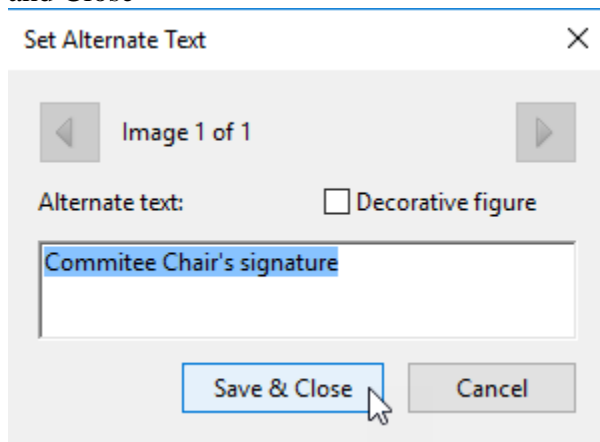 and Close
Set Alternate Text
Image 1 of 1
Alternate text:
Decorative figure
Commitee Chair's signature
Save & Close
Cancel